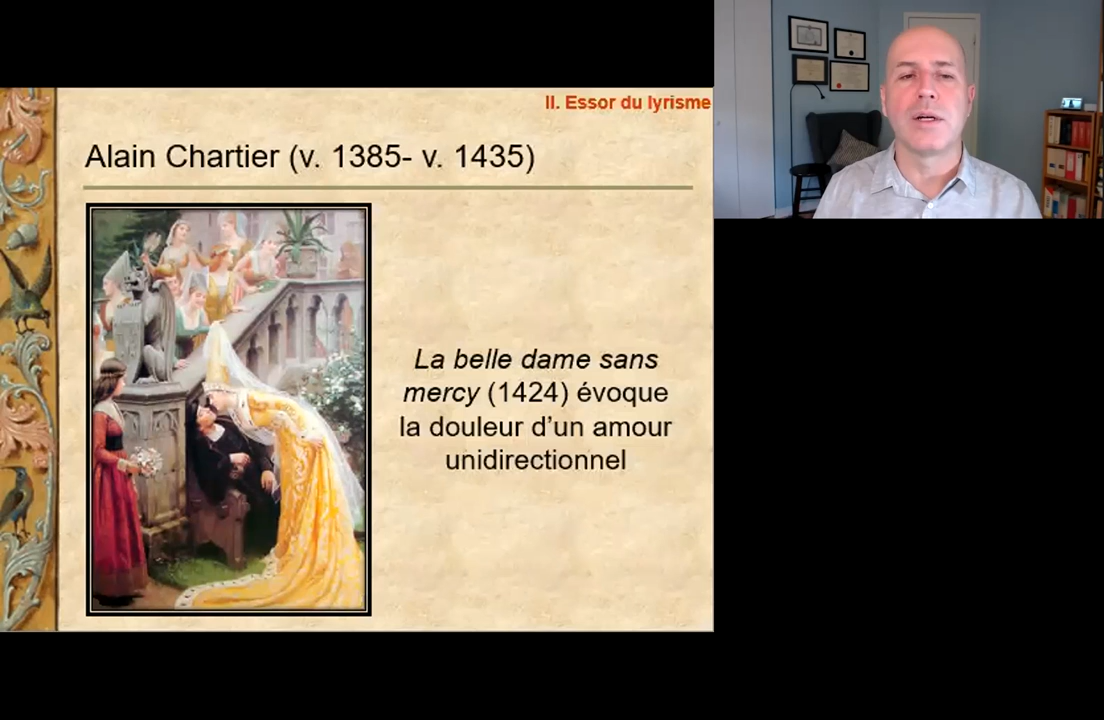 II. Essor du lyrisme
Alain Chartier (v. 1385- v. 1435)
La belle dame sans
mercy (1424) évoque
la douleur d’un amour
unidirectionnel